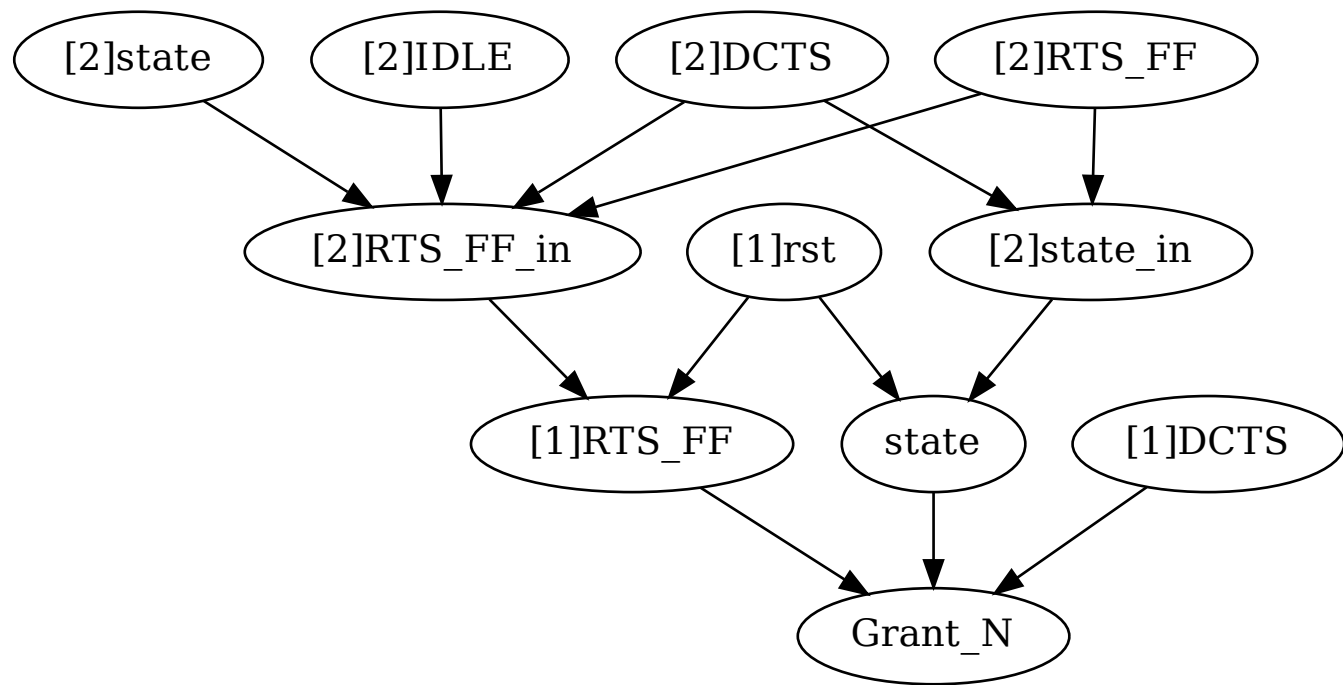 [2]state
[2]IDLE
[2]DCTS
[2]RTS_FF
[2]RTS_FF_in
[1]rst
[2]state_in
[1]RTS_FF
state
[1]DCTS
Grant_N